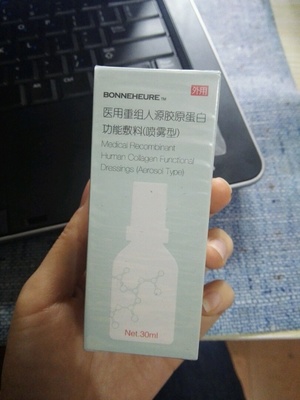 BONNEHEURE™
外用
医用重组人源胶原蛋白
功能敷料(喷雾型)
Medical Recombinant
Human Collagen Functional
Dressings (Aerosol Type)
Net.30ml